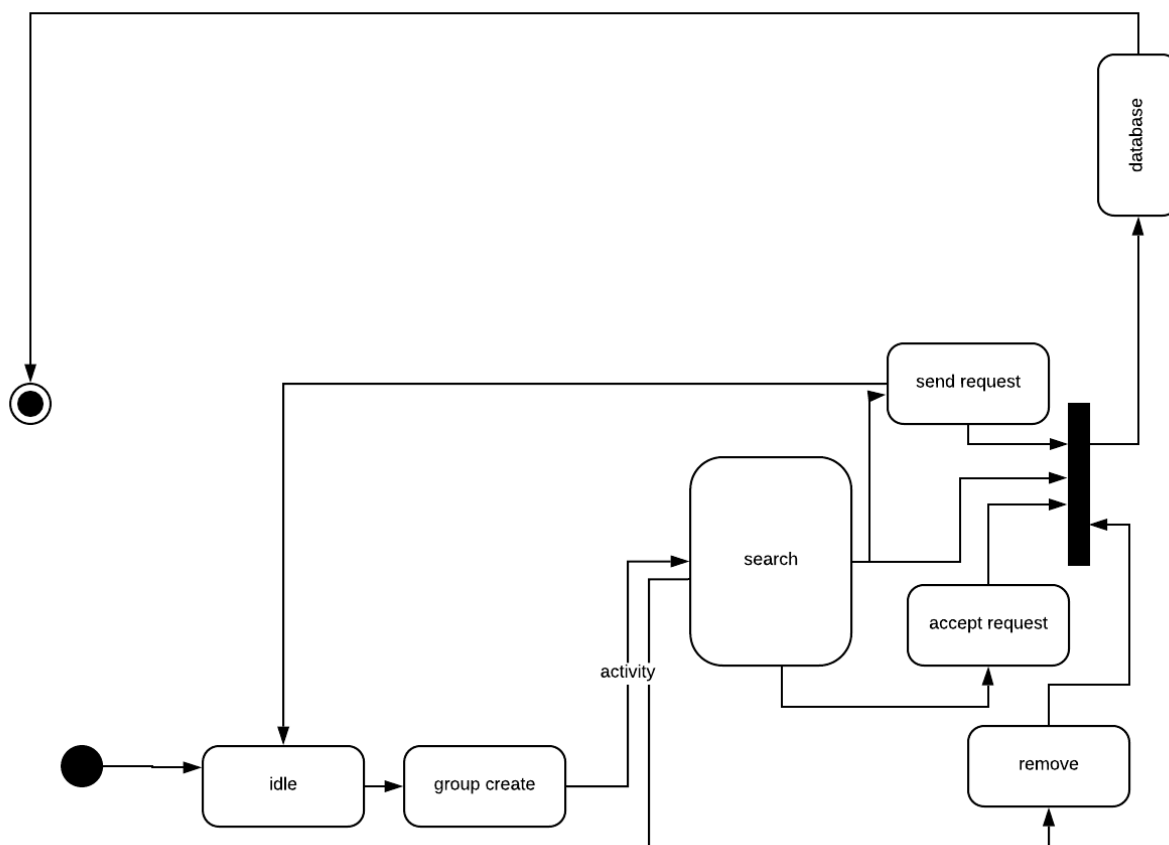 database
send request
search
accept request
activity
remove
idle
group create